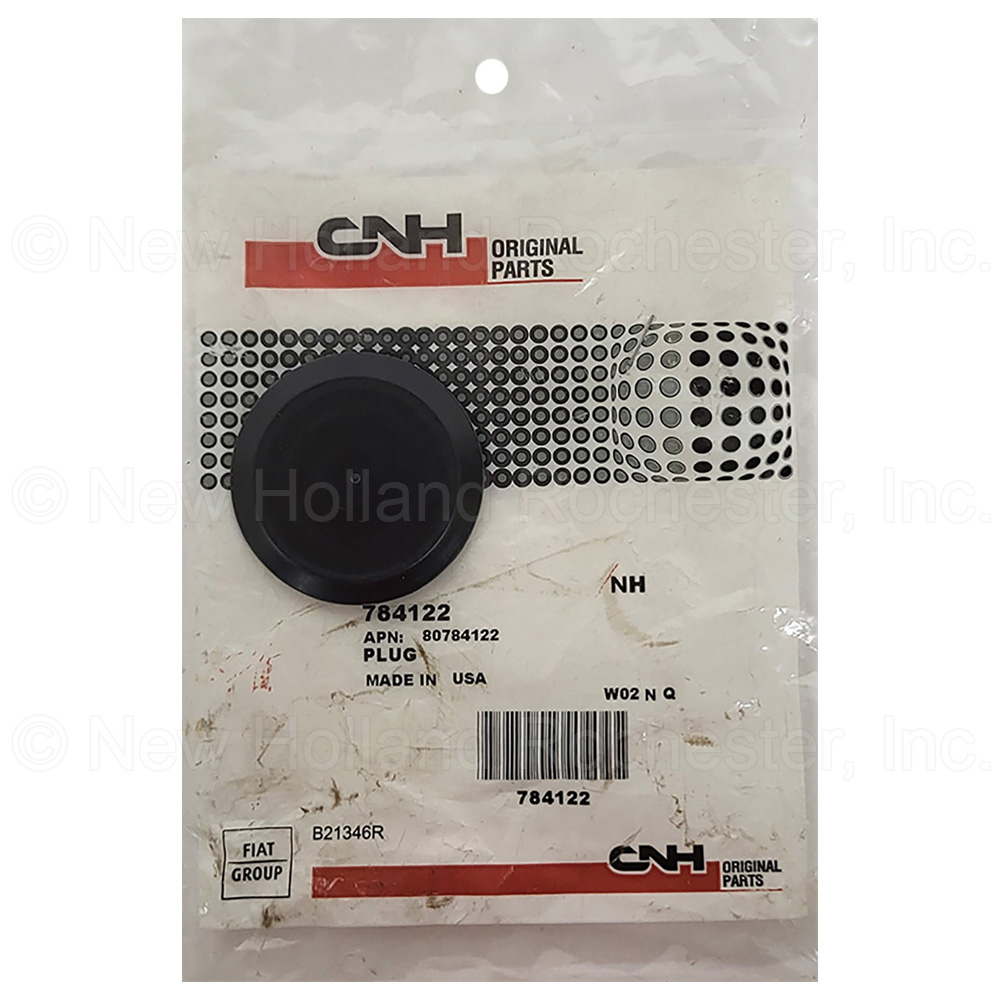 CNH
ORIGINAL
PARTS
© New Holland Rochester, Inc.
© New Holland Rochester, Inc.
NH
784122
APN: 80784122
PLUG
MADE IN USA
W02 N Q
© New Holland Rochester, Inc.
784122
B21346R
FIAT
GROUP
CNH
ORIGINAL
PARTS